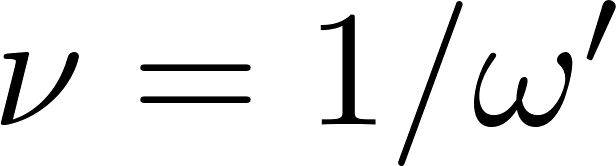 ν = 1/ω′